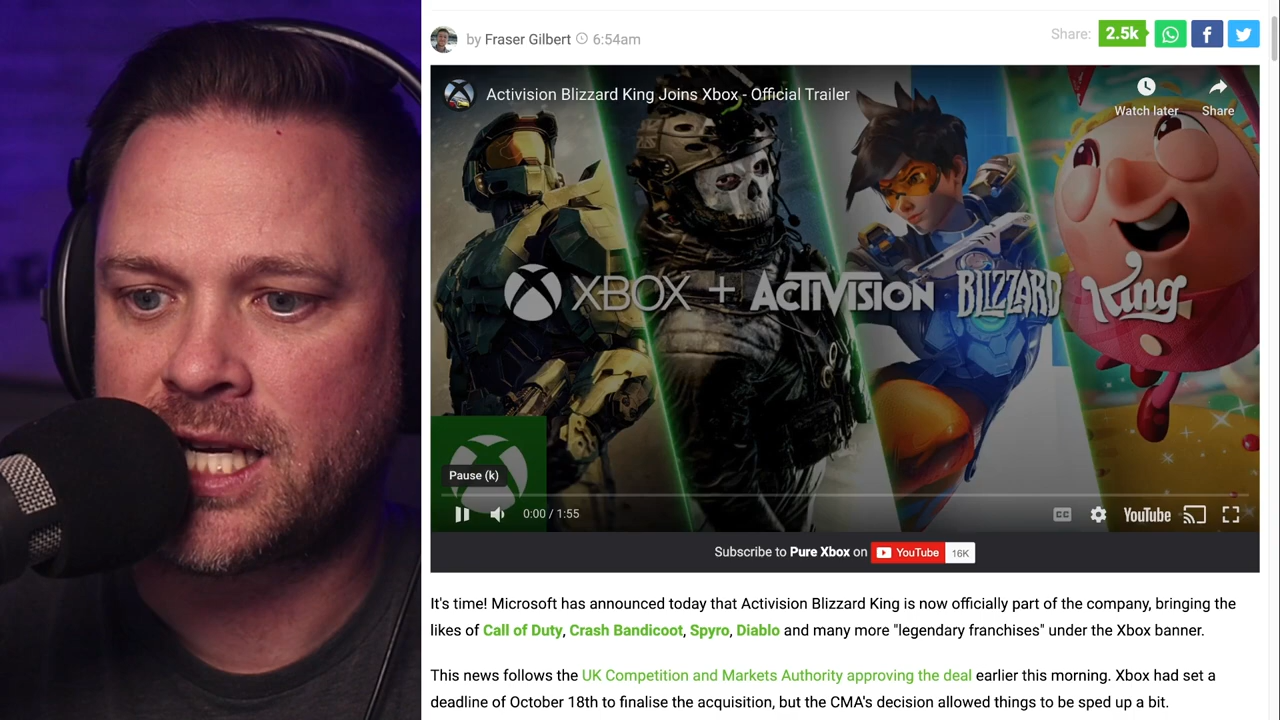 by Fraser Gilbert 6:54am
Share: 2.5k
Activision Blizzard King Joins Xbox - Official Trailer
Watch later
Share
XBOX + ACTIVISION BLIZZARD King
Pause (k)
0:00 / 1:55
CC
YouTube
Subscribe to Pure Xbox on YouTube 16K
It's time! Microsoft has announced today that Activision Blizzard King is now officially part of the company, bringing the
likes of Call of Duty, Crash Bandicoot, Spyro, Diablo and many more "legendary franchises" under the Xbox banner.
This news follows the UK Competition and Markets Authority approving the deal earlier this morning. Xbox had set a
deadline of October 18th to finalise the acquisition, but the CMA's decision allowed things to be sped up a bit.